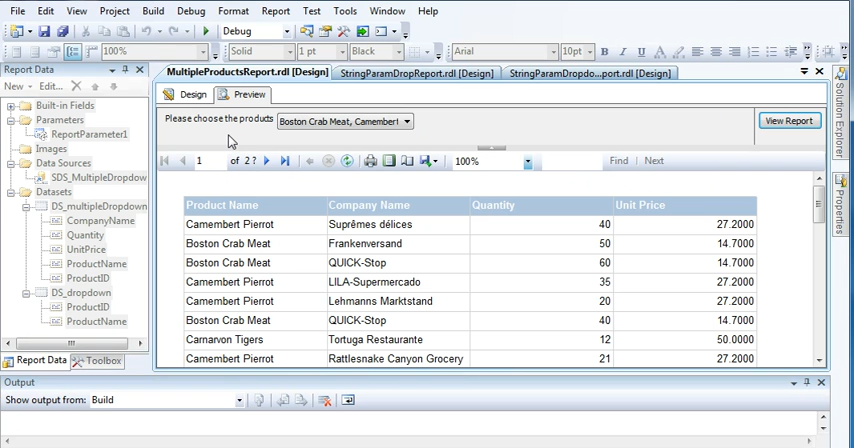 File Edit View Project Build Debug Format Report Test Tools Window Help
Debug
100% Solid 1 pt Black Arial 10pt B I U A
Report Data
New Edit...
Built-in Fields
Parameters
ReportParameter1
Images
Data Sources
SDS_MultipleDropdow
Datasets
DS_multipleDropdown
CompanyName
Quantity
UnitPrice
ProductName
ProductID
DS_dropdown
ProductID
ProductName
Report Data Toolbox
MultipleProductsReport.rdl [Design] StringParamDropReport.rdl [Design] StringParamDropdo...port.rdl [Design]
Design Preview
Please choose the products Boston Crab Meat, Camembert View Report
1 of 2 ? 100% Find | Next
Product Name Company Name Quantity Unit Price
Camembert Pierrot Suprêmes délices 40 27.2000
Boston Crab Meat Frankenversand 50 14.7000
Boston Crab Meat QUICK-Stop 60 14.7000
Camembert Pierrot LILA-Supermercado 35 27.2000
Camembert Pierrot Lehmanns Marktstand 20 27.2000
Boston Crab Meat QUICK-Stop 40 14.7000
Carnarvon Tigers Tortuga Restaurante 12 50.0000
Camembert Pierrot Rattlesnake Canyon Grocery 21 27.2000
Solution Explorer
Properties
Output
Show output from: Build